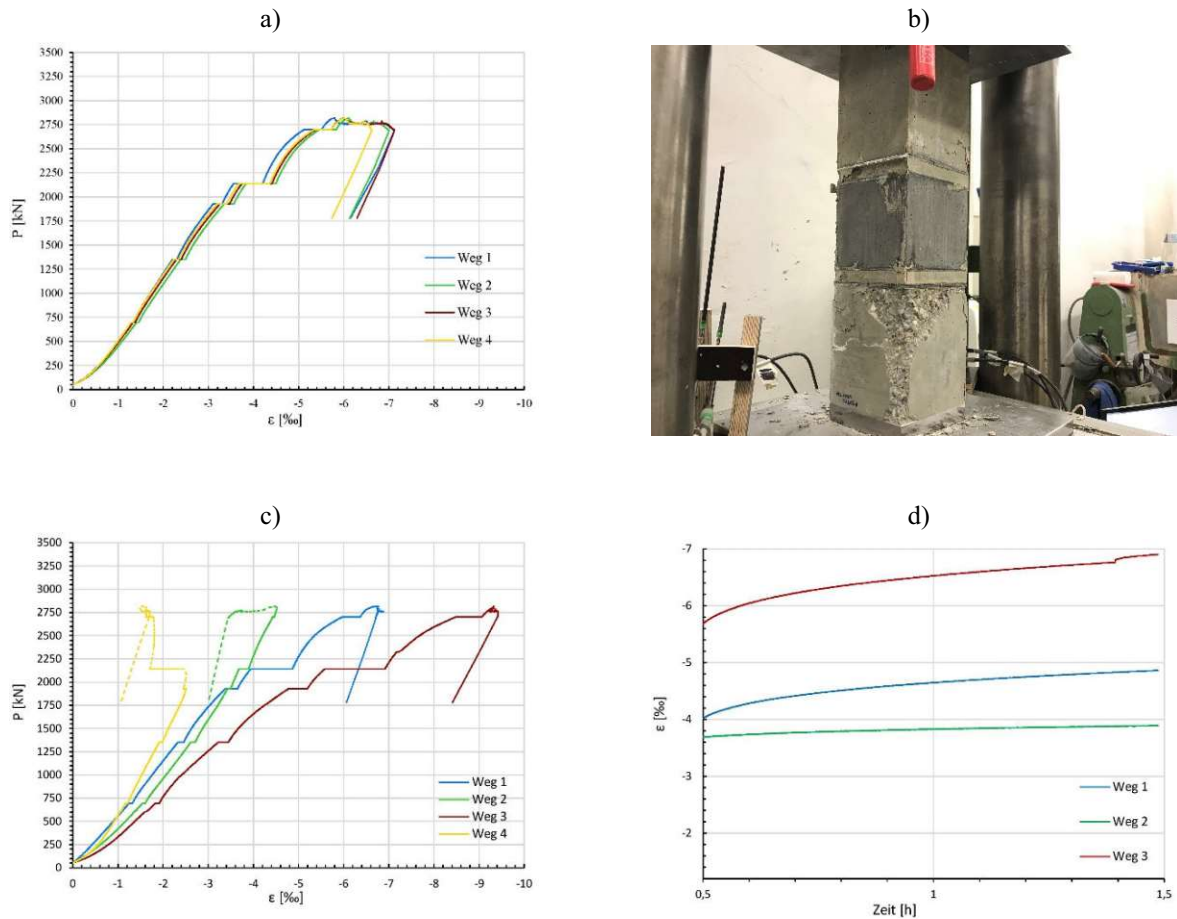 a)
b)
3500
3250
3000
2750
2500
2250
2000
1750
1500
1250
1000
750
500
250
0
P [kN]
Weg 1
Weg 2
Weg 3
Weg 4
0 -1 -2 -3 -4 -5 -6 -7 -8 -9 -10
ε [‰]
c)
d)
3500
3250
3000
2750
2500
2250
2000
1750
1500
1250
1000
750
500
250
0
P [kN]
Weg 1
Weg 2
Weg 3
Weg 4
0 -1 -2 -3 -4 -5 -6 -7 -8 -9 -10
ε [‰]
-7
-6
-5
-4
-3
-2
ε [‰]
Weg 1
Weg 2
Weg 3
0,5 1 1,5
Zeit [h]